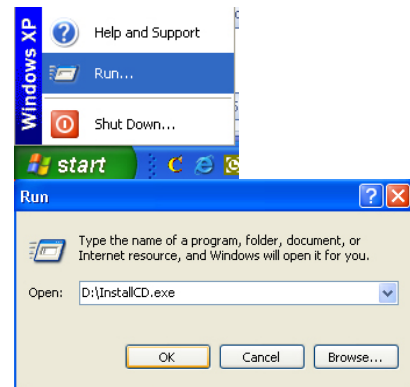 Windows XP
Help and Support
Run...
Shut Down...
start
Run
Type the name of a program, folder, document, or
Internet resource, and Windows will open it for you.
Open: D:\InstallCD.exe
OK Cancel Browse...